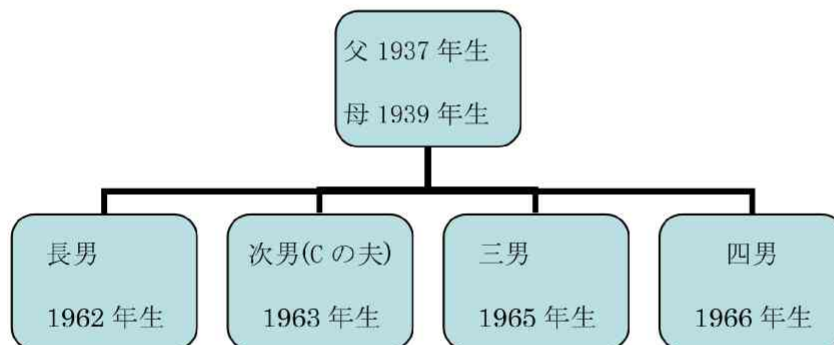 父 1937 年生
母 1939 年生
長男
1962 年生
次男(C の夫)
1963 年生
三男
1965 年生
四男
1966 年生